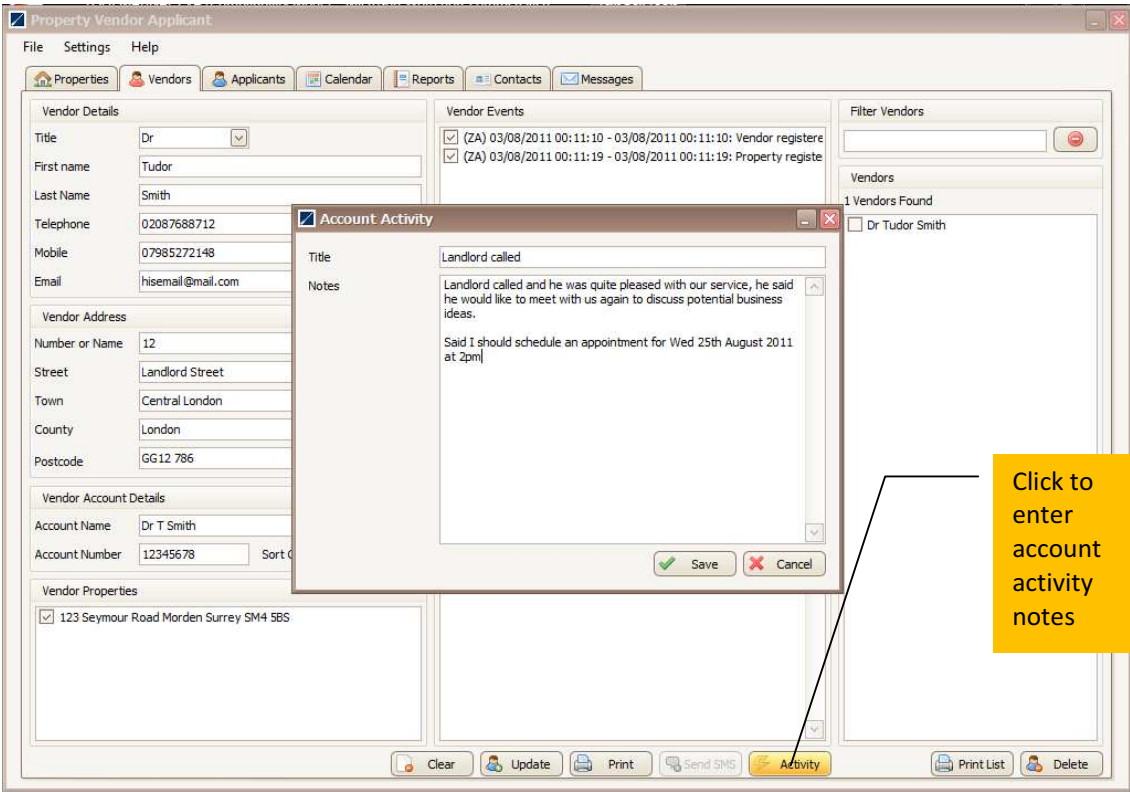 Property Vendor Applicant
File Settings Help
Properties Vendors Applicants Calendar Reports Contacts Messages
Vendor Details
Title Dr
First name Tudor
Last Name Smith
Telephone 02087688712
Mobile 07985272148
Email hisemail@mail.com
Vendor Address
Number or Name 12
Street Landlord Street
Town Central London
County London
Postcode GG12 786
Vendor Account Details
Account Name Dr T Smith
Account Number 12345678 Sort
Vendor Properties
123 Seymour Road Morden Surrey SM4 5BS
Vendor Events
(ZA) 03/08/2011 00:11:10 - 03/08/2011 00:11:10: Vendor registere
(ZA) 03/08/2011 00:11:19 - 03/08/2011 00:11:19: Property registe
Account Activity
Title Landlord called
Notes
Landlord called and he was quite pleased with our service, he said
he would like to meet with us again to discuss potential business
ideas.
Said I should schedule an appointment for Wed 25th August 2011
at 2pm
Save Cancel
Filter Vendors
Vendors
1 Vendors Found
Dr Tudor Smith
Click to
enter
account
activity
notes
Clear Update Print Send SMS Activity Print List Delete